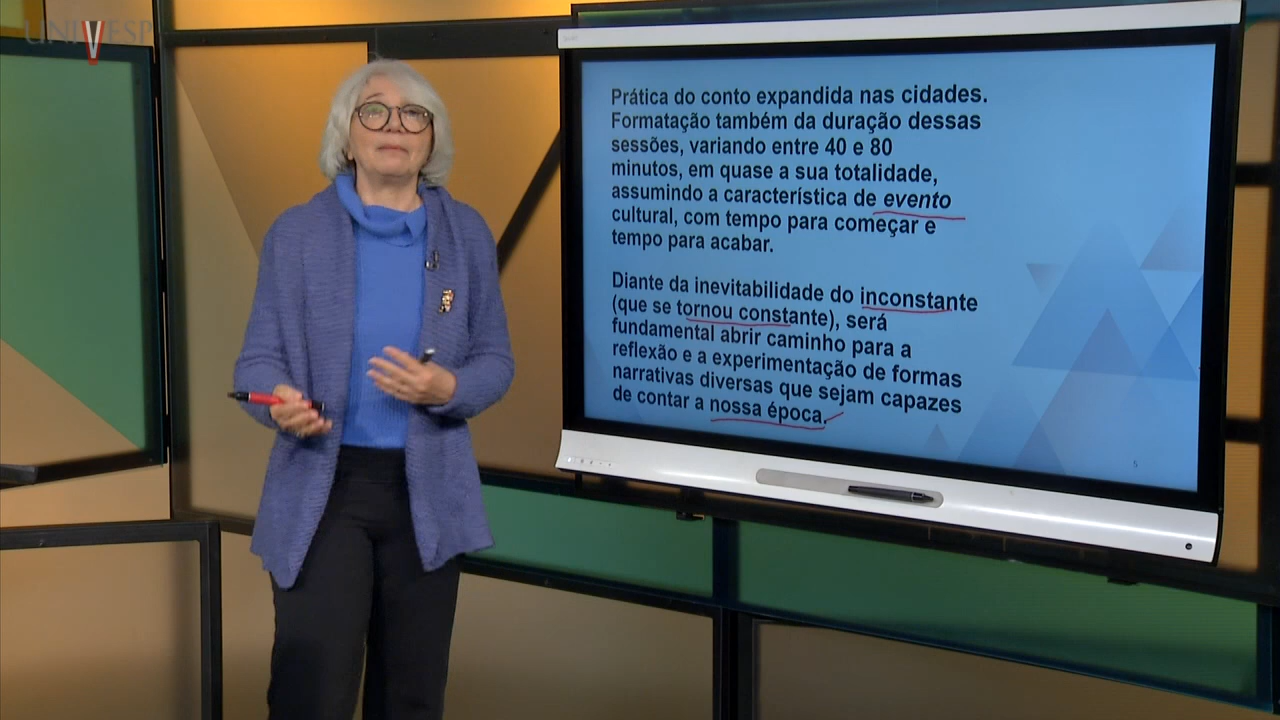 UNIVESP
Prática do conto expandida nas cidades.
Formatação também da duração dessas
sessões, variando entre 40 e 80
minutos, em quase a sua totalidade,
assumindo a característica de evento
cultural, com tempo para começar e
tempo para acabar.
Diante da inevitabilidade do inconstante
(que se tornou constante), será
fundamental abrir caminho para a
reflexão e a experimentação de formas
narrativas diversas que sejam capazes
de contar a nossa época.
5